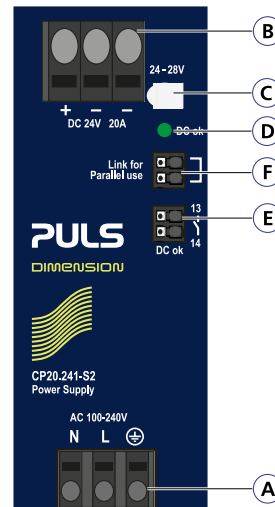 B
24-28V
C
+ − −
DC 24V 20A
DC ok
D
Link for
Parallel use
F
13
E
14
DC ok
PULS
DIMENSION
CP20.241-S2
Power Supply
AC 100-240V
N L
A